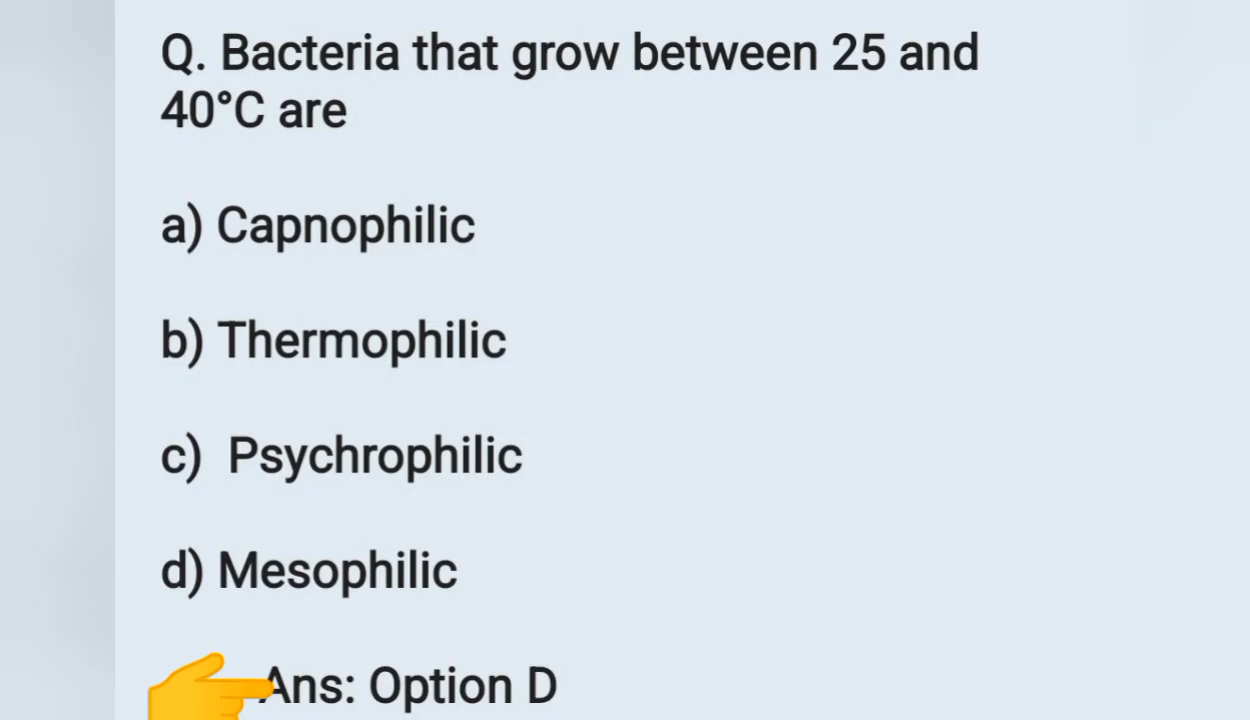 Q. Bacteria that grow between 25 and
40°C are
a) Capnophilic
b) Thermophilic
c) Psychrophilic
d) Mesophilic
Ans: Option D